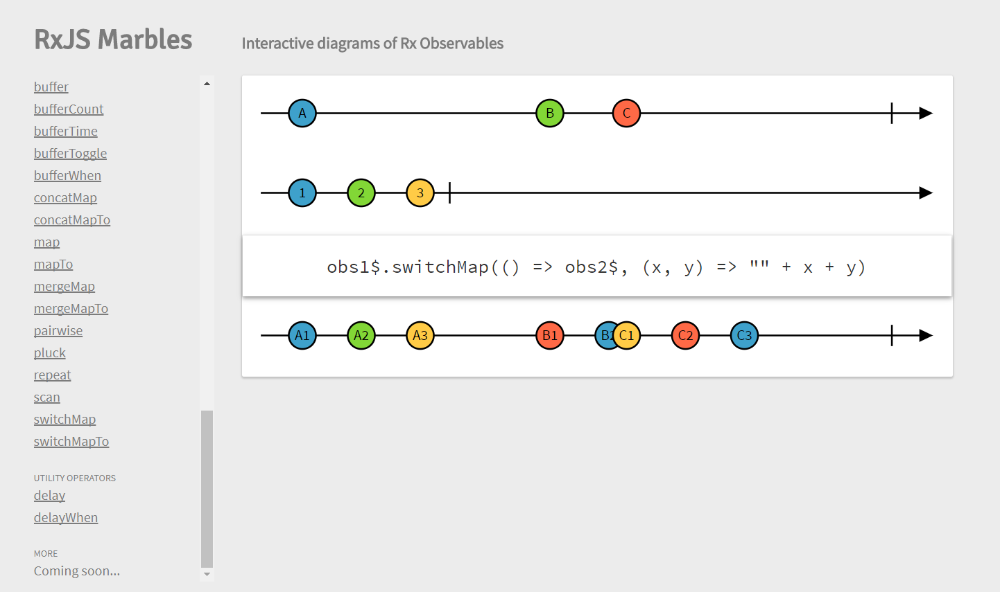 RxJS Marbles
Interactive diagrams of Rx Observables
buffer
bufferCount
bufferTime
bufferToggle
bufferWhen
concatMap
concatMapTo
map
mapTo
mergeMap
mergeMapTo
pairwise
pluck
repeat
scan
switchMap
switchMapTo
UTILITY OPERATORS
delay
delayWhen
MORE
Coming soon...
A B C
1 2 3
obs1$.switchMap(() => obs2$, (x, y) => "" + x + y)
A1 A2 A3 B1 B2 C1 C2 C3